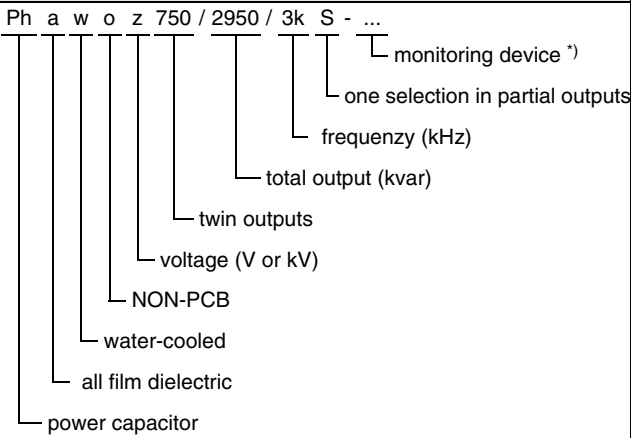 Ph a w o z 750 / 2950 / 3k S - ...
monitoring device *)
one selection in partial outputs
frequenzy (kHz)
total output (kvar)
twin outputs
voltage (V or kV)
NON-PCB
water-cooled
all film dielectric
power capacitor